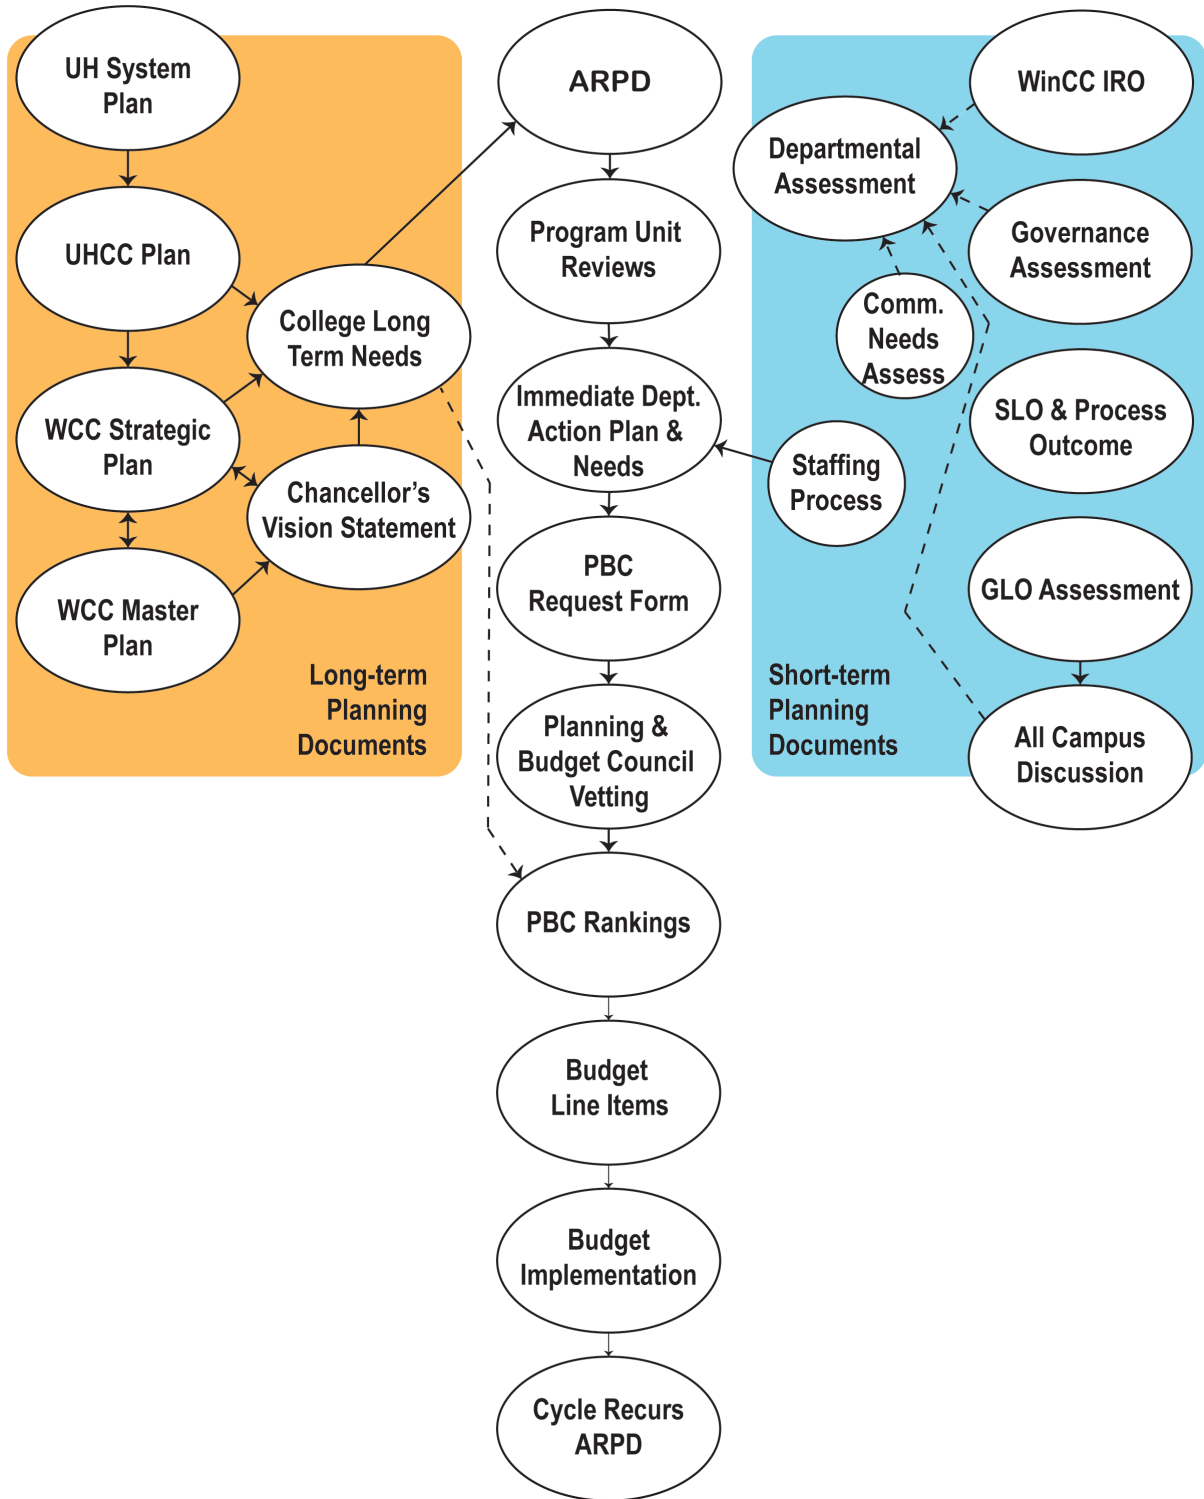 UH System
Plan
UHCC Plan
WCC Strategic
Plan
WCC Master
Plan
College Long
Term Needs
Chancellor’s
Vision Statement
Long-term
Planning
Documents
ARPD
Program Unit
Reviews
Immediate Dept.
Action Plan &
Needs
PBC
Request Form
Planning &
Budget Council
Vetting
PBC Rankings
Budget
Line Items
Budget
Implementation
Cycle Recurs
ARPD
Departmental
Assessment
Comm.
Needs
Assess
Staffing
Process
Short-term
Planning
Documents
WinCC IRO
Governance
Assessment
SLO & Process
Outcome
GLO Assessment
All Campus
Discussion